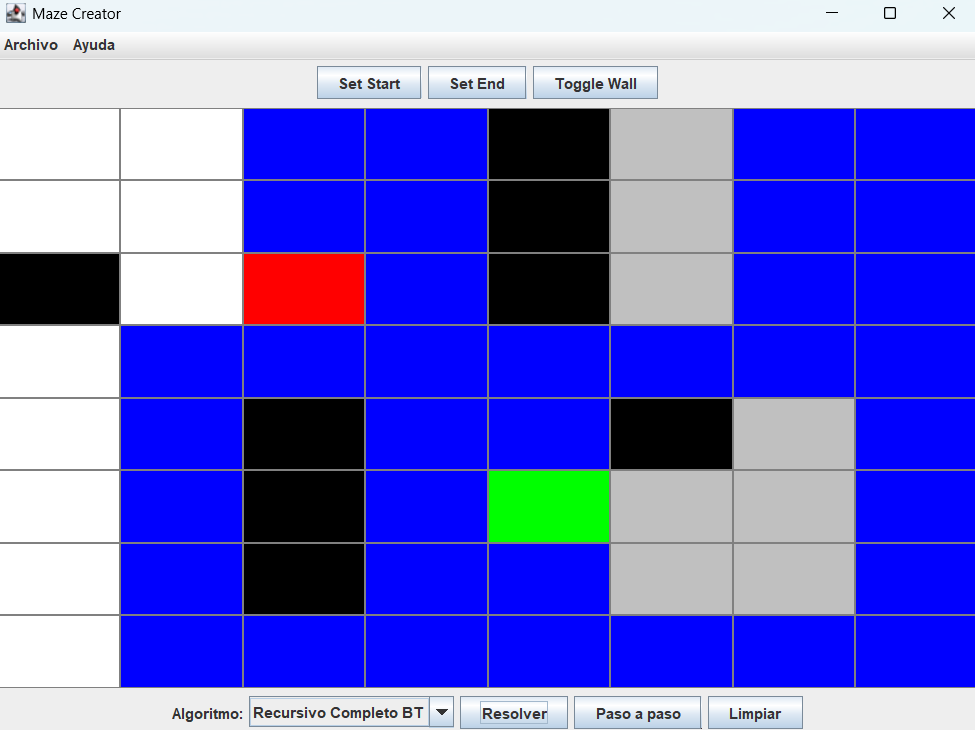 Maze Creator
Archivo Ayuda
Set Start Set End Toggle Wall
Algoritmo: Recursivo Completo BT Resolver Paso a paso Limpiar